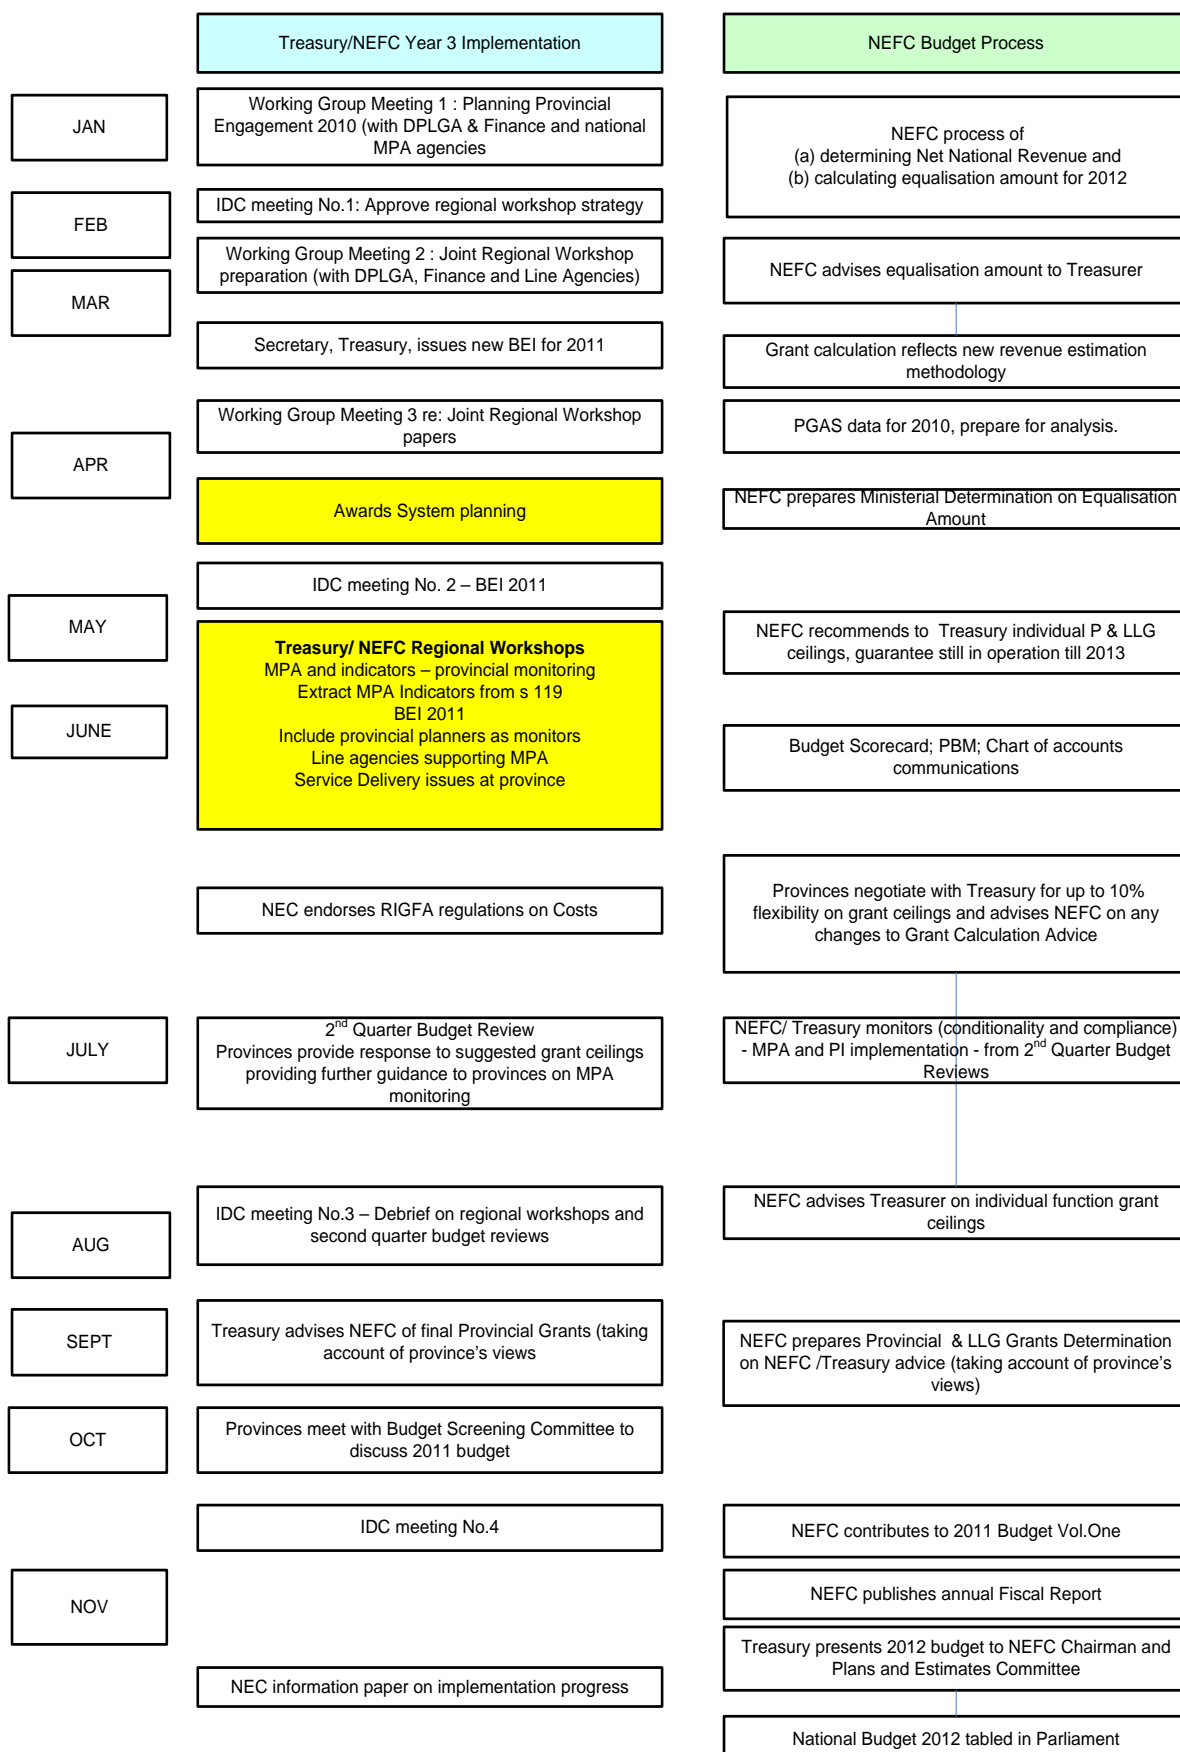 Treasury/NEFC Year 3 Implementation
NEFC Budget Process
JAN
Working Group Meeting 1 : Planning Provincial
Engagement 2010 (with DPLGA & Finance and national
MPA agencies
NEFC process of
(a) determining Net National Revenue and
(b) calculating equalisation amount for 2012
FEB
IDC meeting No.1: Approve regional workshop strategy
Working Group Meeting 2 : Joint Regional Workshop
preparation (with DPLGA, Finance and Line Agencies)
NEFC advises equalisation amount to Treasurer
MAR
Secretary, Treasury, issues new BEI for 2011
Grant calculation reflects new revenue estimation
methodology
Working Group Meeting 3 re: Joint Regional Workshop
papers
PGAS data for 2010, prepare for analysis.
APR
Awards System planning
NEFC prepares Ministerial Determination on Equalisation
Amount
IDC meeting No. 2 – BEI 2011
MAY
Treasury/ NEFC Regional Workshops
MPA and indicators – provincial monitoring
Extract MPA Indicators from s 119
BEI 2011
Include provincial planners as monitors
Line agencies supporting MPA
Service Delivery issues at province
NEFC recommends to  Treasury individual P & LLG
ceilings, guarantee still in operation till 2013
JUNE
Budget Scorecard; PBM; Chart of accounts
communications
NEC endorses RIGFA regulations on Costs
Provinces negotiate with Treasury for up to 10%
flexibility on grant ceilings and advises NEFC on any
changes to Grant Calculation Advice
JULY
2nd Quarter Budget Review
Provinces provide response to suggested grant ceilings
providing further guidance to provinces on MPA
monitoring
NEFC/ Treasury monitors (conditionality and compliance)
- MPA and PI implementation - from 2nd Quarter Budget
Reviews
AUG
IDC meeting No.3 – Debrief on regional workshops and
second quarter budget reviews
NEFC advises Treasurer on individual function grant
ceilings
SEPT
Treasury advises NEFC of final Provincial Grants (taking
account of province’s views
NEFC prepares Provincial  & LLG Grants Determination
on NEFC /Treasury advice (taking account of province’s
views)
OCT
Provinces meet with Budget Screening Committee to
discuss 2011 budget
IDC meeting No.4
NEFC contributes to 2011 Budget Vol.One
NOV
NEFC publishes annual Fiscal Report
Treasury presents 2012 budget to NEFC Chairman and
Plans and Estimates Committee
NEC information paper on implementation progress
National Budget 2012 tabled in Parliament